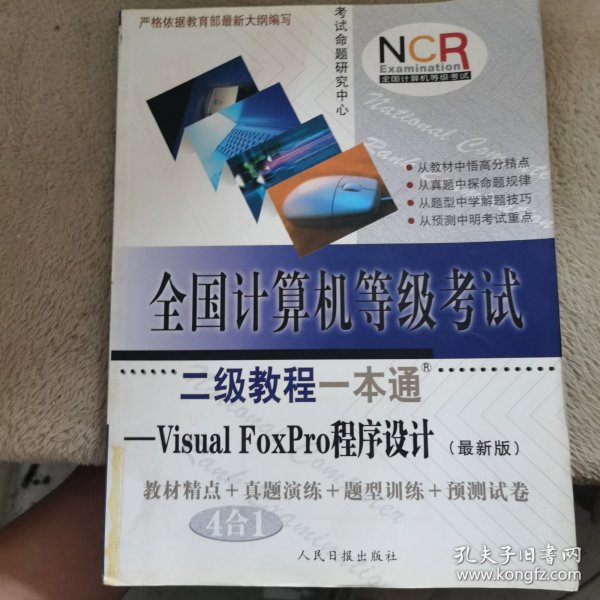 严格依据教育部最新大纲编写
考试命题研究中心
NCR
Examination
全国计算机等级考试
National Compute
Rank Examination
• 从教材中悟高分精点
• 从真题中探命题规律
• 从题型中学解题技巧
• 从预测中明考试重点
全国计算机等级考试
二级教程一本通®
—Visual FoxPro程序设计(最新版)
教材精点+真题演练+题型训练+预测试卷
4合1
人民日报出版社
孔夫子旧书网
www.kongfz.com